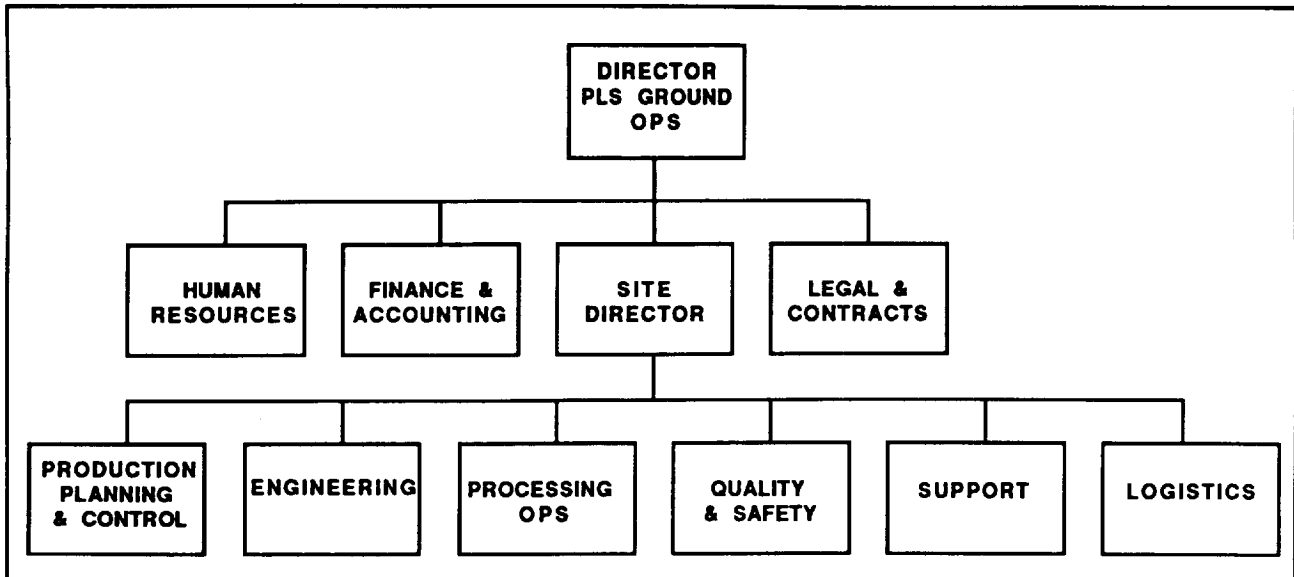 DIRECTOR
PLS GROUND
OPS
HUMAN
RESOURCES
FINANCE &
ACCOUNTING
SITE
DIRECTOR
LEGAL &
CONTRACTS
PRODUCTION
PLANNING
& CONTROL
ENGINEERING
PROCESSING
OPS
QUALITY
& SAFETY
SUPPORT
LOGISTICS